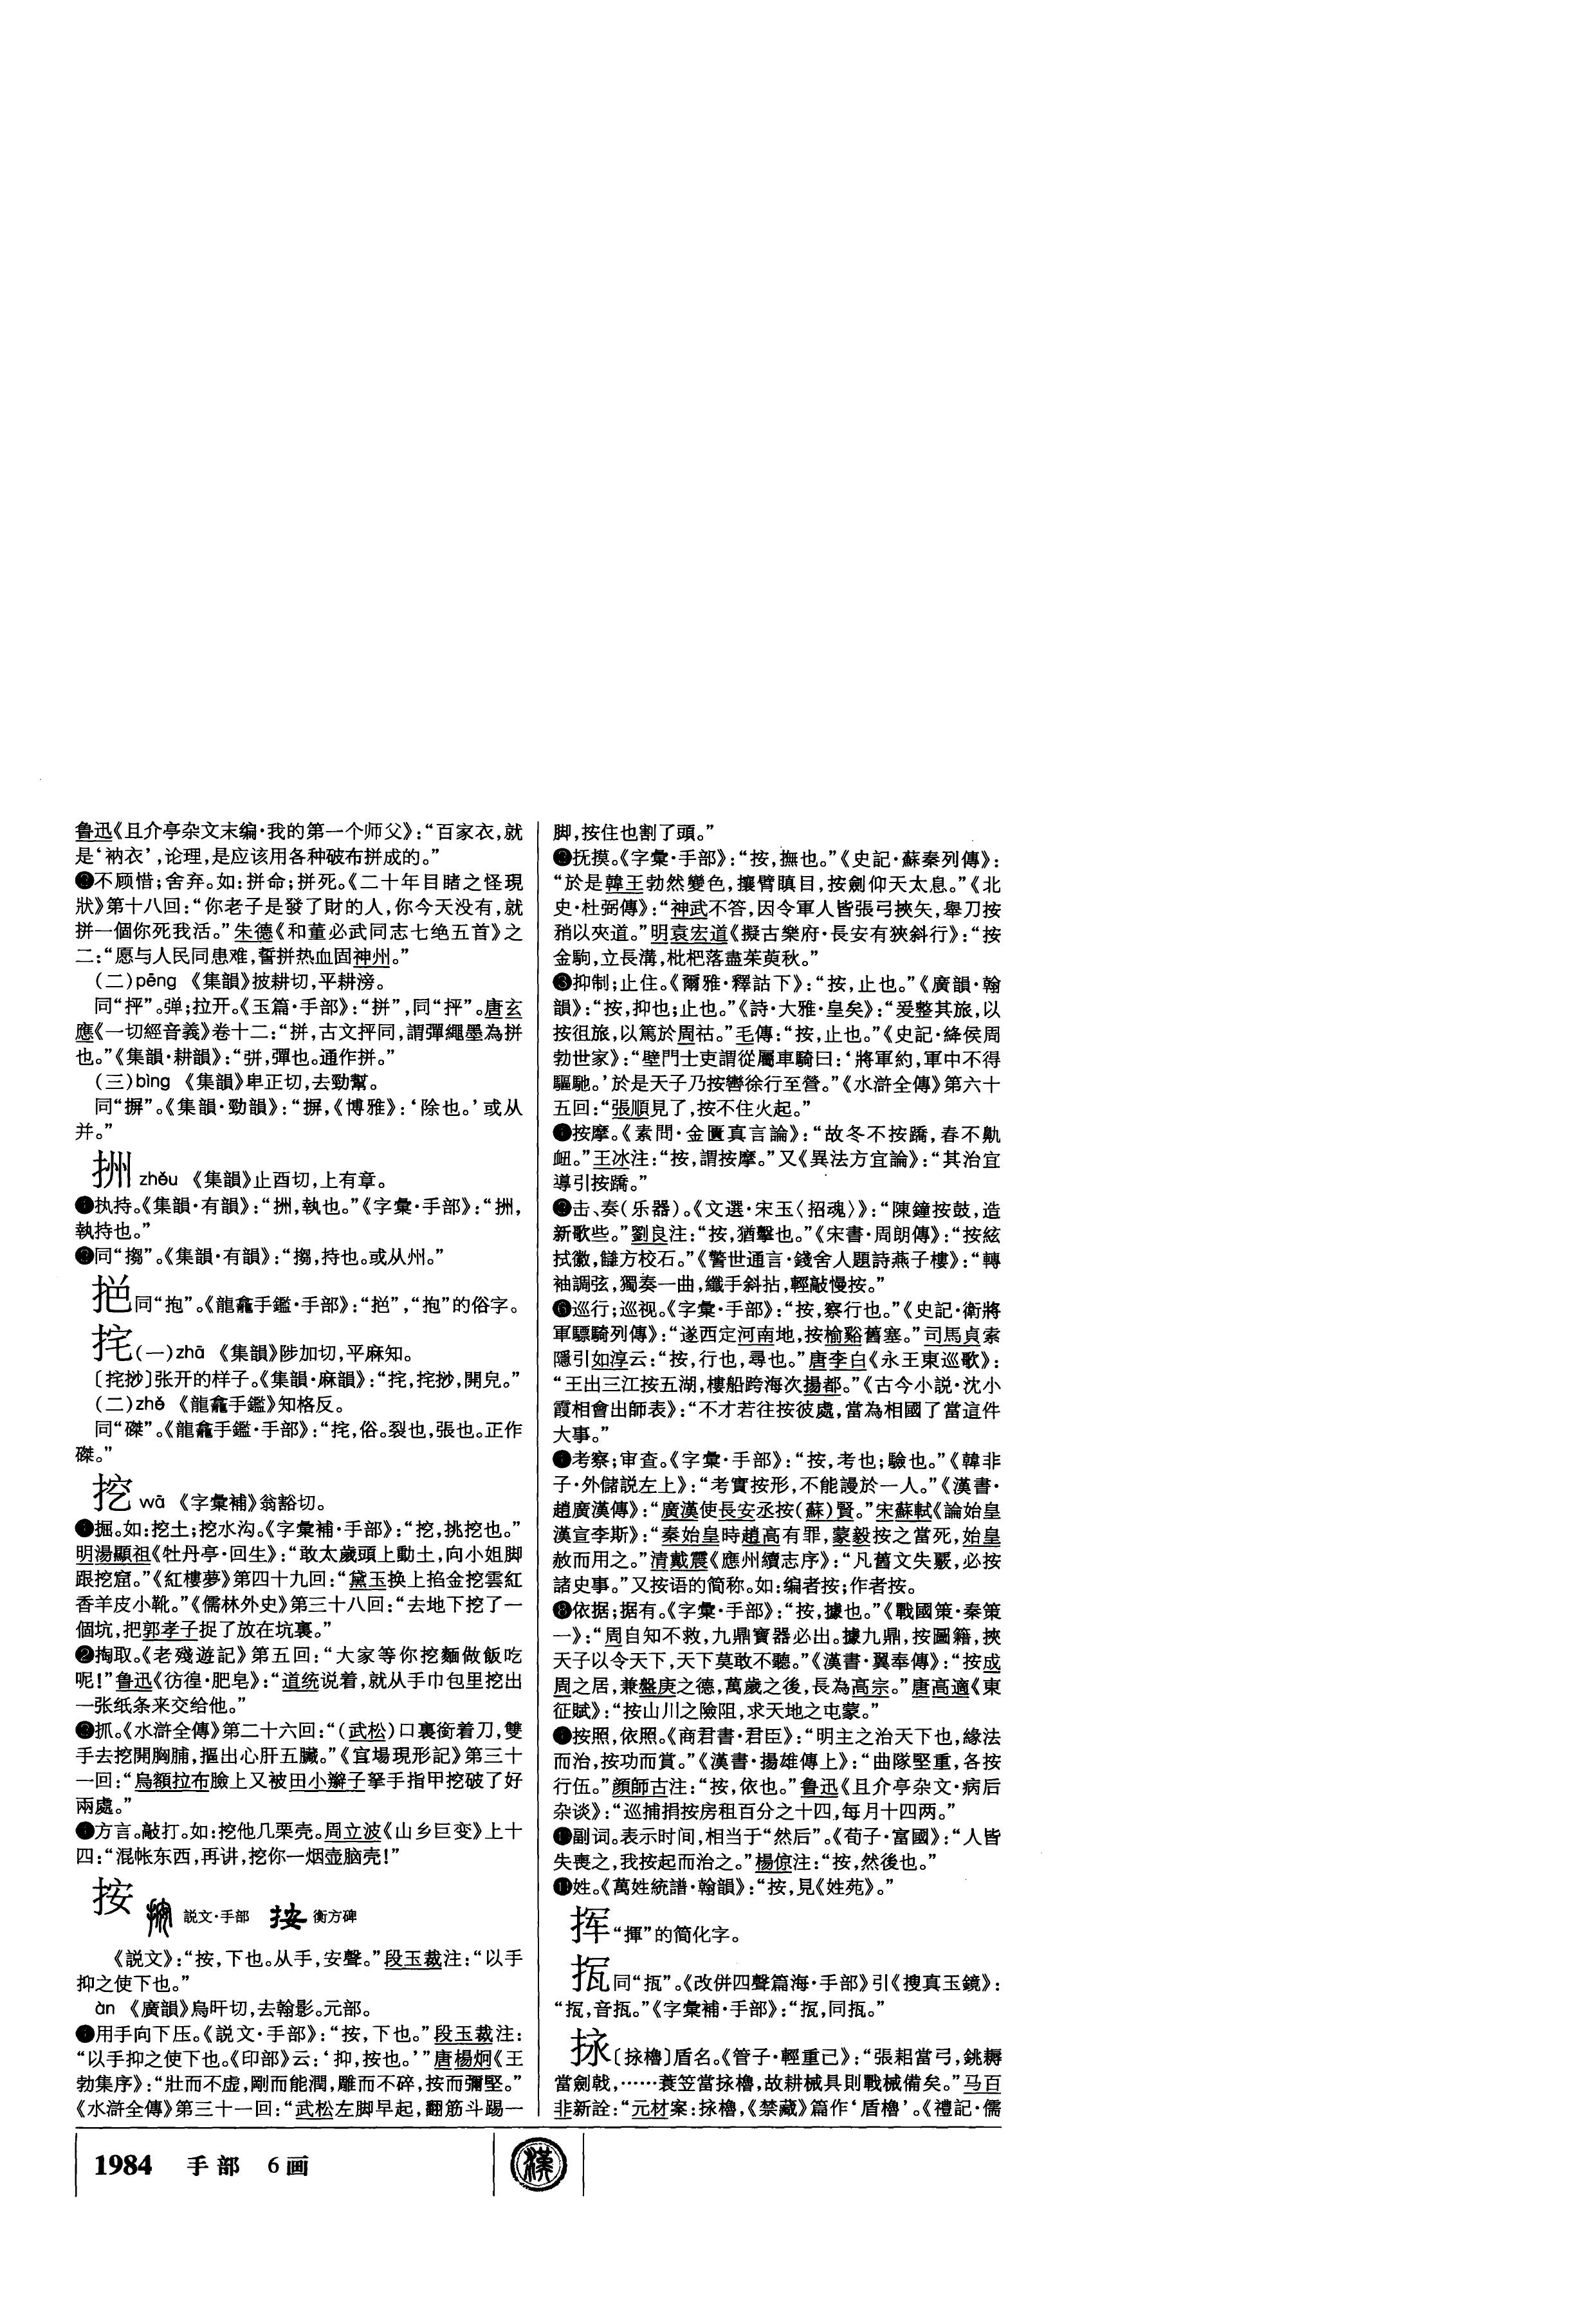 鲁迅《且介亭杂文末编·我的第一个师父》：“百家衣，就
是‘衲衣’，论理，是应该用各种破布拼成的。”
❸不顾惜；舍弃。如：拼命；拼死。《二十年目睹之怪現
狀》第十八回：“你老子是發了財的人，你今天没有，就
拼一個你死我活。”朱德《和董必武同志七绝五首》之
二：“愿与人民同患难，誓拼热血固神州。”
（二）pēng 《集韻》披耕切，平耕滂。
同“抨”。弹；拉开。《玉篇·手部》：“拼”，同“抨”。唐玄
應《一切經音義》卷十二：“拼，古文抨同，謂彈繩墨為拼
也。”《集韻·耕韻》：“拼，彈也。通作拼。”
（三）bìng 《集韻》卑正切，去勁幫。
同“摒”。《集韻·勁韻》：“摒，《博雅》：‘除也。’或从
并。”
㧣 zhǒu 《集韻》止酉切，上有章。
❶执持。《集韻·有韻》：“㧣，執也。”《字彙·手部》：“㧣，
執持也。”
❷同“搊”。《集韻·有韻》：“搊，持也。或从州。”
同“抱”。《龍龕手鑑·手部》：“”，“抱”的俗字。
挓（一）zhā 《集韻》陟加切，平麻知。
〔挓挱〕张开的样子。《集韻·麻韻》：“挓，挓挱，開皃。”
（二）zhé 《龍龕手鑑》知格反。
同“磔”。《龍龕手鑑·手部》：“挓，俗。裂也，張也。正作
磔。”
挖 wā 《字彙補》翁豁切。
❶掘。如：挖土；挖水沟。《字彙補·手部》：“挖，挑挖也。”
明湯顯祖《牡丹亭·回生》：“敢太歲頭上動土，向小姐脚
跟挖窟。”《紅樓夢》第四十九回：“黛玉换上掐金挖雲紅
香羊皮小靴。”《儒林外史》第三十八回：“去地下挖了一
個坑，把郭孝子捉了放在坑裏。”
❷掏取。《老殘遊記》第五回：“大家等你挖麵做飯吃
呢！”鲁迅《彷徨·肥皂》：“道统说着，就从手巾包里挖出
一张纸条来交给他。”
❸抓。《水滸全傳》第二十六回：“（武松）口裏銜着刀，雙
手去挖開胸脯，摳出心肝五臟。”《官場現形記》第三十
一回：“烏額拉布臉上又被田小辮子拏手指甲挖破了好
兩處。”
❹方言。敲打。如：挖他几栗壳。周立波《山乡巨变》上十
四：“混帐东西，再讲，挖你一烟壶脑壳！”
按 説文·手部 衡方碑
《説文》：“按，下也。从手，安聲。”段玉裁注：“以手
抑之使下也。”
àn 《廣韻》烏旰切，去翰影。元部。
❶用手向下压。《説文·手部》：“按，下也。”段玉裁注：
“以手抑之使下也。《印部》云：‘抑，按也。’”唐楊炯《王
勃集序》：“壯而不虚，剛而能潤，雕而不碎，按而彌堅。”
《水滸全傳》第三十一回：“武松左脚早起，翻筋斗踢一
脚，按住也割了頭。”
❷抚摸。《字彙·手部》：“按，撫也。”《史記·蘇秦列傳》：
“於是韓王勃然變色，攘臂瞋目，按劍仰天太息。”《北
史·杜弼傳》：“神武不答，因令軍人皆張弓挾矢，舉刀按
矟以夾道。”明袁宏道《擬古樂府·長安有狹斜行》：“按
金駒，立長溝，枇杷落盡茱萸秋。”
❸抑制；止住。《爾雅·釋詁下》：“按，止也。”《廣韻·翰
韻》：“按，抑也；止也。”《詩·大雅·皇矣》：“爰整其旅，以
按徂旅，以篤於周祜。”毛傳：“按，止也。”《史記·絳侯周
勃世家》：“壁門士吏謂從屬車騎曰：‘將軍約，軍中不得
驅馳。’於是天子乃按轡徐行至營。”《水滸全傳》第六十
五回：“張順見了，按不住火起。”
❹按摩。《素問·金匱真言論》：“故冬不按蹻，春不鼽
衄。”王冰注：“按，謂按摩。”又《異法方宜論》：“其治宜
導引按蹻。”
❺击、奏（乐器）。《文選·宋玉〈招魂〉》：“陳鐘按鼓，造
新歌些。”劉良注：“按，猶擊也。”《宋書·周朗傳》：“按絃
拭徽，讎方校石。”《警世通言·錢舍人題詩燕子樓》：“轉
袖調弦，獨奏一曲，纖手斜拈，輕敲慢按。”
❻巡行；巡视。《字彙·手部》：“按，察行也。”《史記·衛將
軍驃騎列傳》：“遂西定河南地，按榆谿舊塞。”司馬貞索
隱引如淳云：“按，行也，尋也。”唐李白《永王東巡歌》：
“王出三江按五湖，樓船跨海次揚都。”《古今小説·沈小
霞相會出師表》：“不才若往按彼處，當為相國了當這件
大事。”
❼考察；审查。《字彙·手部》：“按，考也；驗也。”《韓非
子·外儲説左上》：“考實按形，不能謾於一人。”《漢書·
趙廣漢傳》：“廣漢使長安丞按（蘇）賢。”宋蘇軾《論始皇
漢宣李斯》：“秦始皇時趙高有罪，蒙毅按之當死，始皇
赦而用之。”清戴震《應州續志序》：“凡舊文失覈，必按
諸史事。”又按语的简称。如：编者按；作者按。
❽依据；据有。《字彙·手部》：“按，據也。”《戰國策·秦策
一》：“周自知不救，九鼎寶器必出。據九鼎，按圖籍，挾
天子以令天下，天下莫敢不聽。”《漢書·翼奉傳》：“按成
周之居，兼盤庚之德，萬歲之後，長為高宗。”唐高適《東
征賦》：“按山川之險阻，求天地之屯蒙。”
❾按照，依照。《商君書·君臣》：“明主之治天下也，緣法
而治，按功而賞。”《漢書·揚雄傳上》：“曲隊堅重，各按
行伍。”顔師古注：“按，依也。”鲁迅《且介亭杂文·病后
杂谈》：“巡捕捐按房租百分之十四，每月十四两。”
❿副词。表示时间，相当于“然后”。《荀子·富國》：“人皆
失喪之，我按起而治之。”楊倞注：“按，然後也。”
⓫姓。《萬姓統譜·翰韻》：“按，見《姓苑》。”
挥“揮”的简化字。
同“㧓”。《改併四聲篇海·手部》引《搜真玉鏡》：
“，音。”《字彙補·手部》：“，同。”
㧲〔㧲櫓〕盾名。《管子·輕重己》：“張耜當弓，銚耨
當劍戟，……蓑笠當㧲櫓，故耕械具則戰械備矣。”马百
非新詮：“元材案：㧲櫓，《禁藏》篇作‘盾櫓’。《禮記·儒
1984 手部 6画
漢